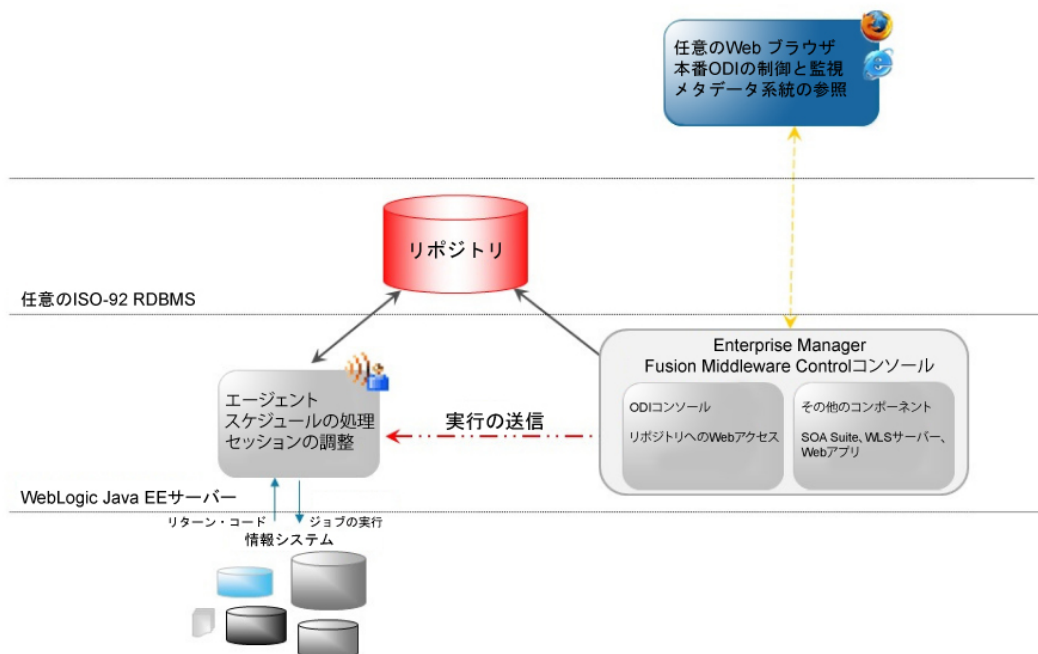 任意のWeb ブラウザ
本番ODIの制御と監視
メタデータ系統の参照
リポジトリ
任意のISO-92 RDBMS
Enterprise Manager
Fusion Middleware Controlコンソール
エージェント
スケジュールの処理
セッションの調整
実行の送信
ODIコンソール
リポジトリへのWebアクセス
その他のコンポーネント
SOA Suite、WLSサーバー、
Webアプリ
WebLogic Java EEサーバー
リターン・コード
ジョブの実行
情報システム